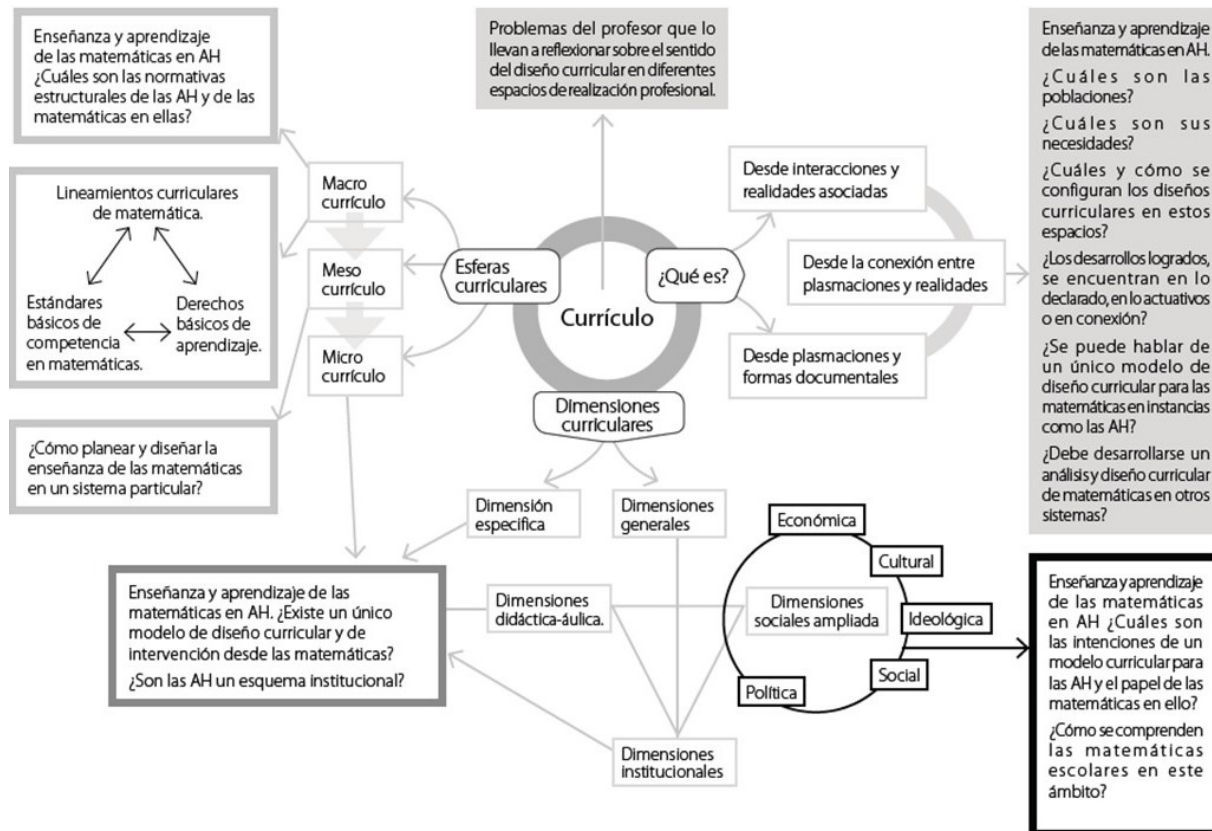 Enseñanza y aprendizaje
de las matemáticas en AH
¿Cuáles son las normativas
estructurales de las AH y de las
matemáticas en ellas?
Problemas del profesor que lo
llevan a reflexionar sobre el sentido
del diseño curricular en diferentes
espacios de realización profesional.
Enseñanza y aprendizaje
de las matemáticas en AH.
¿Cuáles son las
poblaciones?
¿Cuáles son sus
necesidades?
¿Cuáles y cómo se
configuran los diseños
curriculares en estos
espacios?
¿Los desarrollos logrados,
se encuentran en lo
declarado, en lo actuativos
o en conexión?
¿Se puede hablar de
un único modelo de
diseño curricular para las
matemáticas en instancias
como las AH?
¿Debe desarrollarse un
análisis y diseño curricular
de matemáticas en otros
sistemas?
Lineamientos curriculares
de matemática.
Estándares
básicos de
competencia
en matemáticas.
Derechos
básicos de
aprendizaje.
Macro
currículo
Meso
currículo
Micro
currículo
Esferas
curriculares
Currículo
¿Qué es?
Desde interacciones y
realidades asociadas
Desde la conexión entre
plasmaciones y realidades
Desde plasmaciones y
formas documentales
Dimensiones
curriculares
¿Cómo planear y diseñar la
enseñanza de las matemáticas
en un sistema particular?
Dimensión
especifica
Dimensiones
generales
Económica
Cultural
Ideológica
Social
Política
Dimensiones
sociales ampliada
Dimensiones
didáctica-áulica.
Dimensiones
institucionales
Enseñanza y aprendizaje de las
matemáticas en AH. ¿Existe un único
modelo de diseño curricular y de
intervención desde las matemáticas?
¿Son las AH un esquema institucional?
Enseñanza y aprendizaje
de las matemáticas
en AH ¿Cuáles son
las intenciones de un
modelo curricular para
las AH y el papel de las
matemáticas en ello?
¿Cómo se comprenden
las matemáticas
escolares en este
ámbito?